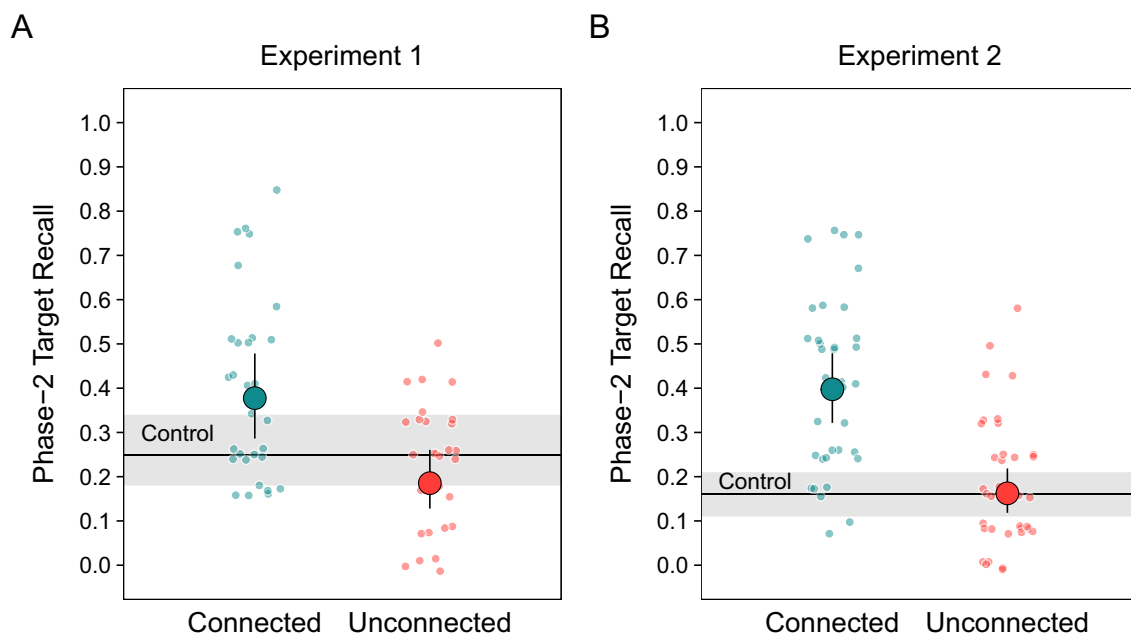 A
Experiment 1
Phase−2 Target Recall
1.0
0.9
0.8
0.7
0.6
0.5
0.4
0.3
0.2
0.1
0.0
Control
Connected
Unconnected
B
Experiment 2
Phase−2 Target Recall
1.0
0.9
0.8
0.7
0.6
0.5
0.4
0.3
0.2
0.1
0.0
Control
Connected
Unconnected